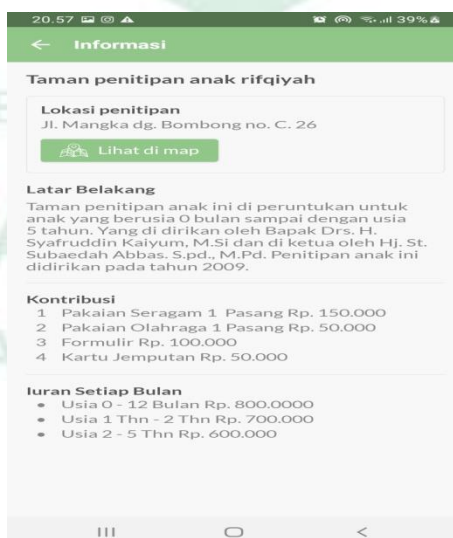 20.57 39%
Informasi
Taman penitipan anak rifqiyah
Lokasi penitipan
Jl. Mangka dg. Bombong no. C. 26
Lihat di map
Latar Belakang
Taman penitipan anak ini di peruntukan untuk
anak yang berusia 0 bulan sampai dengan usia
5 tahun. Yang di dirikan oleh Bapak Drs. H.
Syafruddin Kaiyum, M.Si dan di ketua oleh Hj. St.
Subaedah Abbas. S.pd., M.Pd. Penitipan anak ini
didirikan pada tahun 2009.
Kontribusi
1 Pakaian Seragam 1 Pasang Rp. 150.000
2 Pakaian Olahraga 1 Pasang Rp. 50.000
3 Formulir Rp. 100.000
4 Kartu Jemputan Rp. 50.000
Iuran Setiap Bulan
• Usia 0 - 12 Bulan Rp. 800.0000
• Usia 1 Thn - 2 Thn Rp. 700.000
• Usia 2 - 5 Thn Rp. 600.000